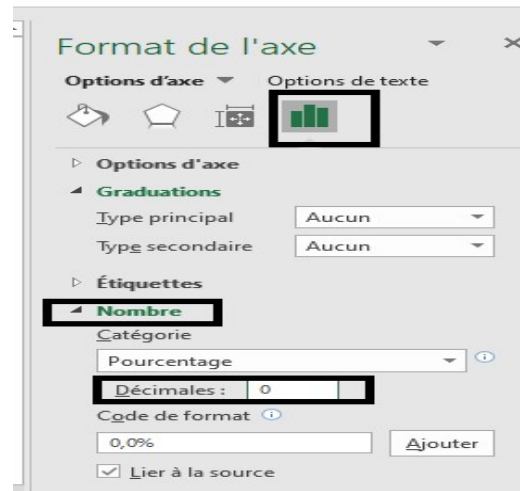 Format de l'axe
Options d'axe Options de texte
Options d'axe
Graduations
Type principal Aucun
Type secondaire Aucun
Étiquettes
Nombre
Catégorie
Pourcentage
Décimales : 0
Code de format
0,0% Ajouter
Lier à la source